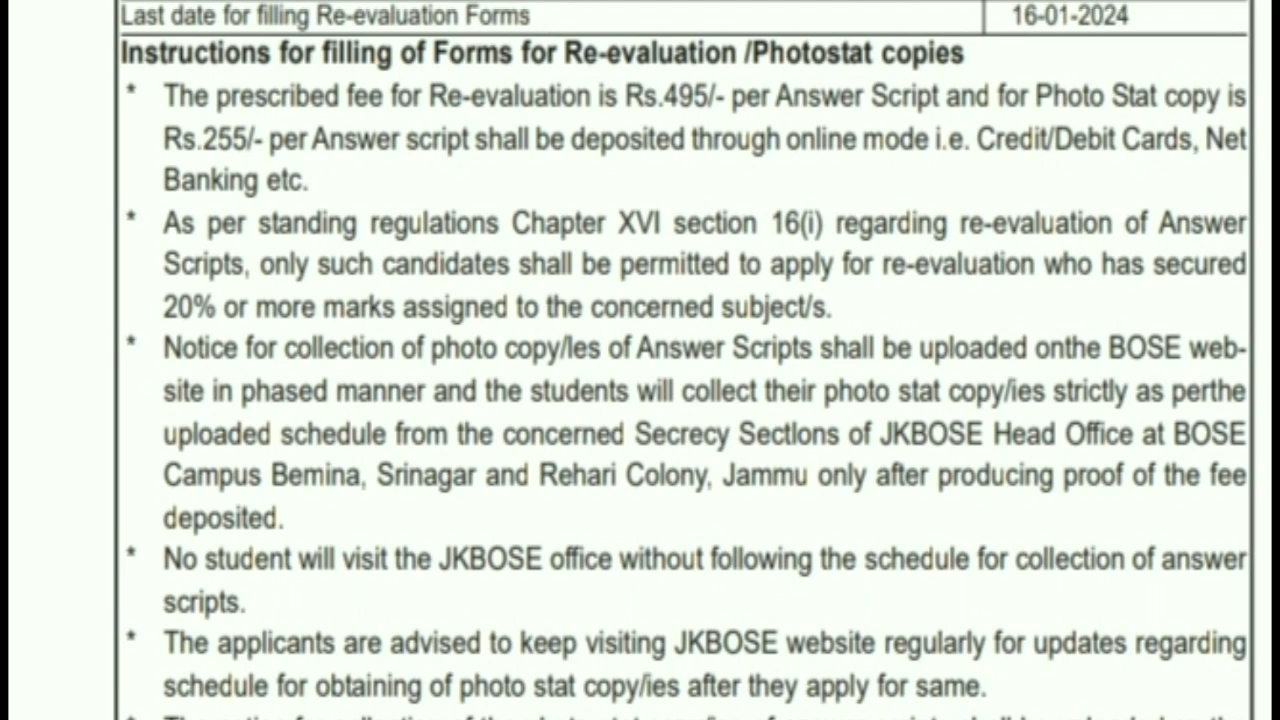 Last date for filling Re-evaluation Forms 16-01-2024
Instructions for filling of Forms for Re-evaluation /Photostat copies
* The prescribed fee for Re-evaluation is Rs.495/- per Answer Script and for Photo Stat copy is
Rs.255/- per Answer script shall be deposited through online mode i.e. Credit/Debit Cards, Net
Banking etc.
* As per standing regulations Chapter XVI section 16(i) regarding re-evaluation of Answer
Scripts, only such candidates shall be permitted to apply for re-evaluation who has secured
20% or more marks assigned to the concerned subject/s.
* Notice for collection of photo copy/les of Answer Scripts shall be uploaded onthe BOSE web-
site in phased manner and the students will collect their photo stat copy/ies strictly as perthe
uploaded schedule from the concerned Secrecy Sectlons of JKBOSE Head Office at BOSE
Campus Bemina, Srinagar and Rehari Colony, Jammu only after producing proof of the fee
deposited.
* No student will visit the JKBOSE office without following the schedule for collection of answer
scripts.
* The applicants are advised to keep visiting JKBOSE website regularly for updates regarding
schedule for obtaining of photo stat copy/ies after they apply for same.